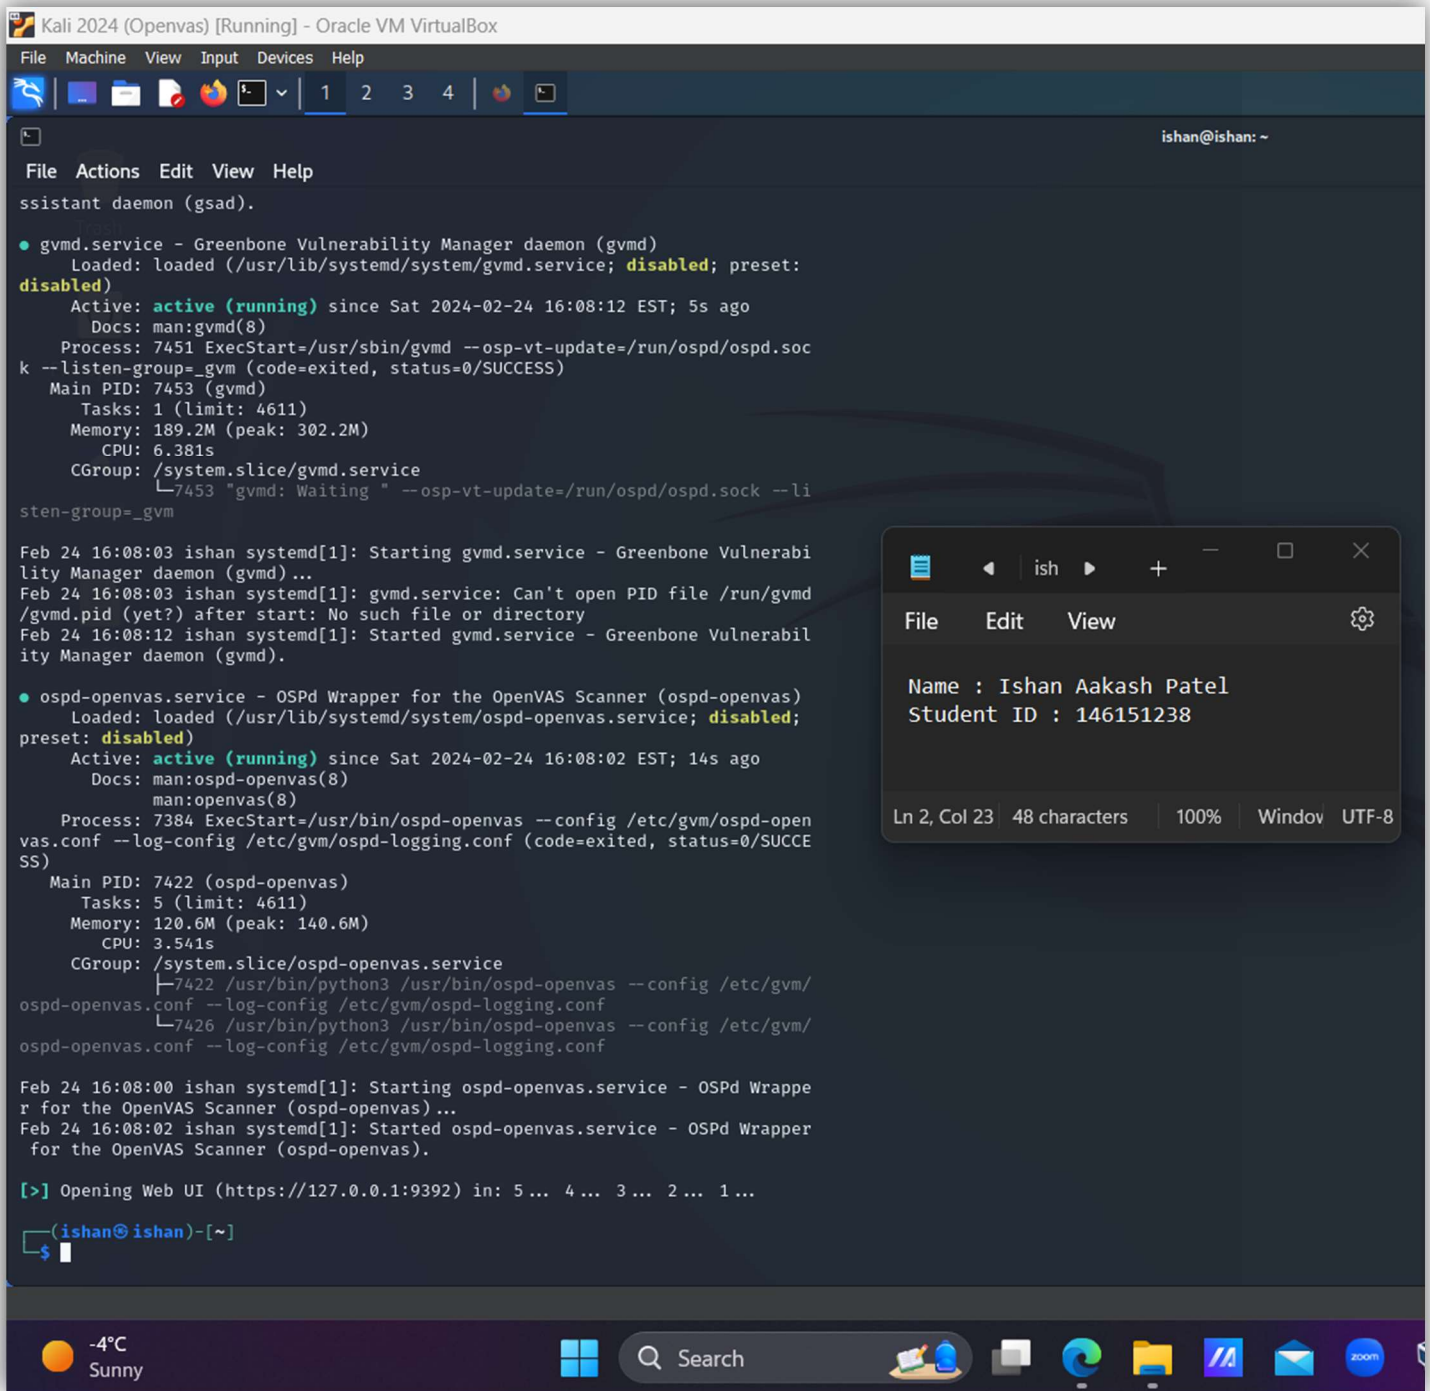 Kali 2024 (Openvas) [Running] - Oracle VM VirtualBox
File Machine View Input Devices Help
1 2 3 4
ishan@ishan: ~
File Actions Edit View Help
ssistant daemon (gsad).
● gvmd.service - Greenbone Vulnerability Manager daemon (gvmd)
Loaded: loaded (/usr/lib/systemd/system/gvmd.service; disabled; preset:
disabled)
Active: active (running) since Sat 2024-02-24 16:08:12 EST; 5s ago
Docs: man:gvmd(8)
Process: 7451 ExecStart=/usr/sbin/gvmd --osp-vt-update=/run/ospd/ospd.soc
k --listen-group=_gvm (code=exited, status=0/SUCCESS)
Main PID: 7453 (gvmd)
Tasks: 1 (limit: 4611)
Memory: 189.2M (peak: 302.2M)
CPU: 6.381s
CGroup: /system.slice/gvmd.service
└─7453 "gvmd: Waiting " --osp-vt-update=/run/ospd/ospd.sock --li
sten-group=_gvm
Feb 24 16:08:03 ishan systemd[1]: Starting gvmd.service - Greenbone Vulnerabi
lity Manager daemon (gvmd)...
Feb 24 16:08:03 ishan systemd[1]: gvmd.service: Can't open PID file /run/gvmd
/gvmd.pid (yet?) after start: No such file or directory
Feb 24 16:08:12 ishan systemd[1]: Started gvmd.service - Greenbone Vulnerabil
ity Manager daemon (gvmd).
● ospd-openvas.service - OSPd Wrapper for the OpenVAS Scanner (ospd-openvas)
Loaded: loaded (/usr/lib/systemd/system/ospd-openvas.service; disabled;
preset: disabled)
Active: active (running) since Sat 2024-02-24 16:08:02 EST; 14s ago
Docs: man:ospd-openvas(8)
man:openvas(8)
Process: 7384 ExecStart=/usr/bin/ospd-openvas --config /etc/gvm/ospd-open
vas.conf --log-config /etc/gvm/ospd-logging.conf (code=exited, status=0/SUCCE
SS)
Main PID: 7422 (ospd-openvas)
Tasks: 5 (limit: 4611)
Memory: 120.6M (peak: 140.6M)
CPU: 3.541s
CGroup: /system.slice/ospd-openvas.service
├─7422 /usr/bin/python3 /usr/bin/ospd-openvas --config /etc/gvm/
ospd-openvas.conf --log-config /etc/gvm/ospd-logging.conf
└─7426 /usr/bin/python3 /usr/bin/ospd-openvas --config /etc/gvm/
ospd-openvas.conf --log-config /etc/gvm/ospd-logging.conf
Feb 24 16:08:00 ishan systemd[1]: Starting ospd-openvas.service - OSPd Wrappe
r for the OpenVAS Scanner (ospd-openvas)...
Feb 24 16:08:02 ishan systemd[1]: Started ospd-openvas.service - OSPd Wrapper
for the OpenVAS Scanner (ospd-openvas).
[>] Opening Web UI (https://127.0.0.1:9392) in: 5... 4... 3... 2... 1...
┌──(ishan㉿ishan)-[~]
└─$
ish
File Edit View
Name : Ishan Aakash Patel
Student ID : 146151238
Ln 2, Col 23 48 characters 100% Window UTF-8
-4°C
Sunny
Search
zoom